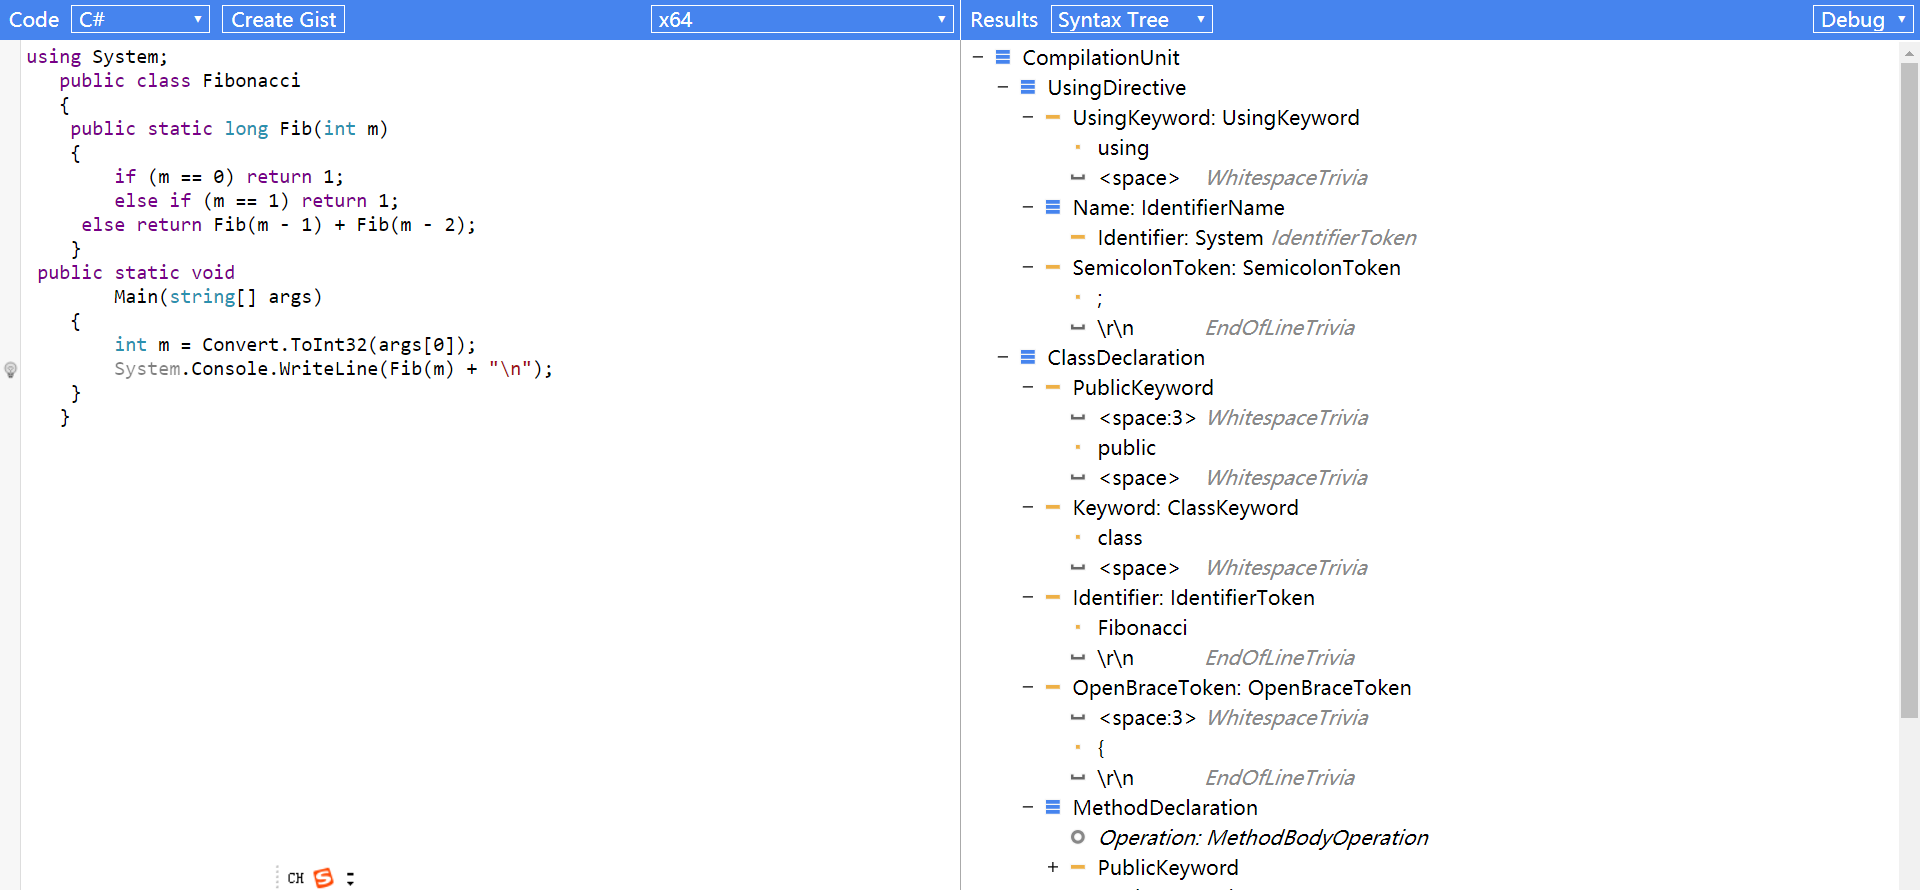 Code C# Create Gist x64 Results Syntax Tree Debug
using System;
public class Fibonacci
{
public static long Fib(int m)
{
if (m == 0) return 1;
else if (m == 1) return 1;
else return Fib(m - 1) + Fib(m - 2);
}
public static void
Main(string[] args)
{
int m = Convert.ToInt32(args[0]);
System.Console.WriteLine(Fib(m) + "\n");
}
}
CH S
CompilationUnit
UsingDirective
UsingKeyword: UsingKeyword
using
<space> WhitespaceTrivia
Name: IdentifierName
Identifier: System IdentifierToken
SemicolonToken: SemicolonToken
;
\r\n EndOfLineTrivia
ClassDeclaration
PublicKeyword
<space:3> WhitespaceTrivia
public
<space> WhitespaceTrivia
Keyword: ClassKeyword
class
<space> WhitespaceTrivia
Identifier: IdentifierToken
Fibonacci
\r\n EndOfLineTrivia
OpenBraceToken: OpenBraceToken
<space:3> WhitespaceTrivia
{
\r\n EndOfLineTrivia
MethodDeclaration
Operation: MethodBodyOperation
PublicKeyword